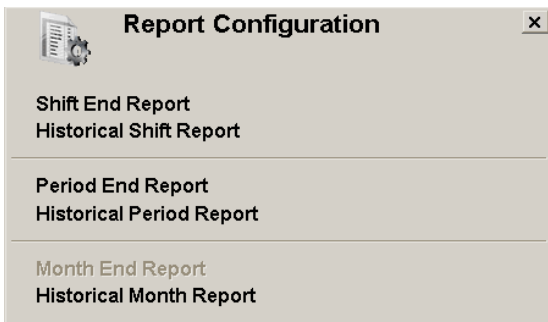 Report Configuration
Shift End Report
Historical Shift Report
Period End Report
Historical Period Report
Month End Report
Historical Month Report